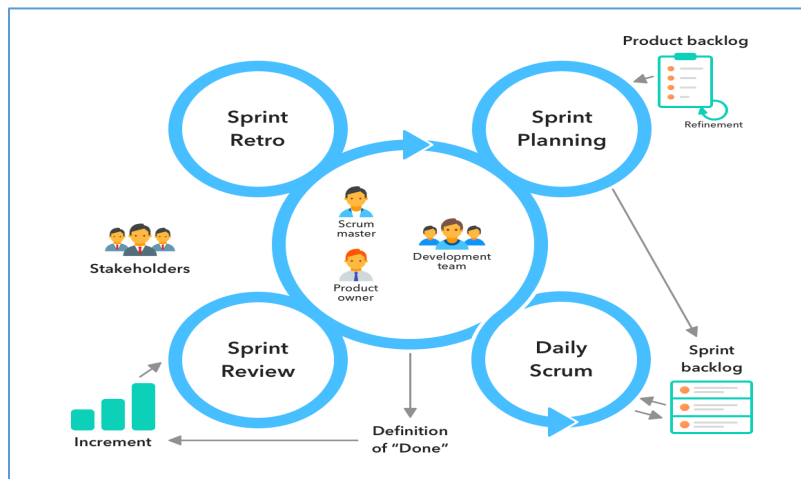 Product backlog
Refinement
Sprint
Retro
Sprint
Planning
Scrum
master
Product
owner
Development
team
Stakeholders
Sprint
Review
Daily
Scrum
Sprint
backlog
Increment
Definition
of “Done”